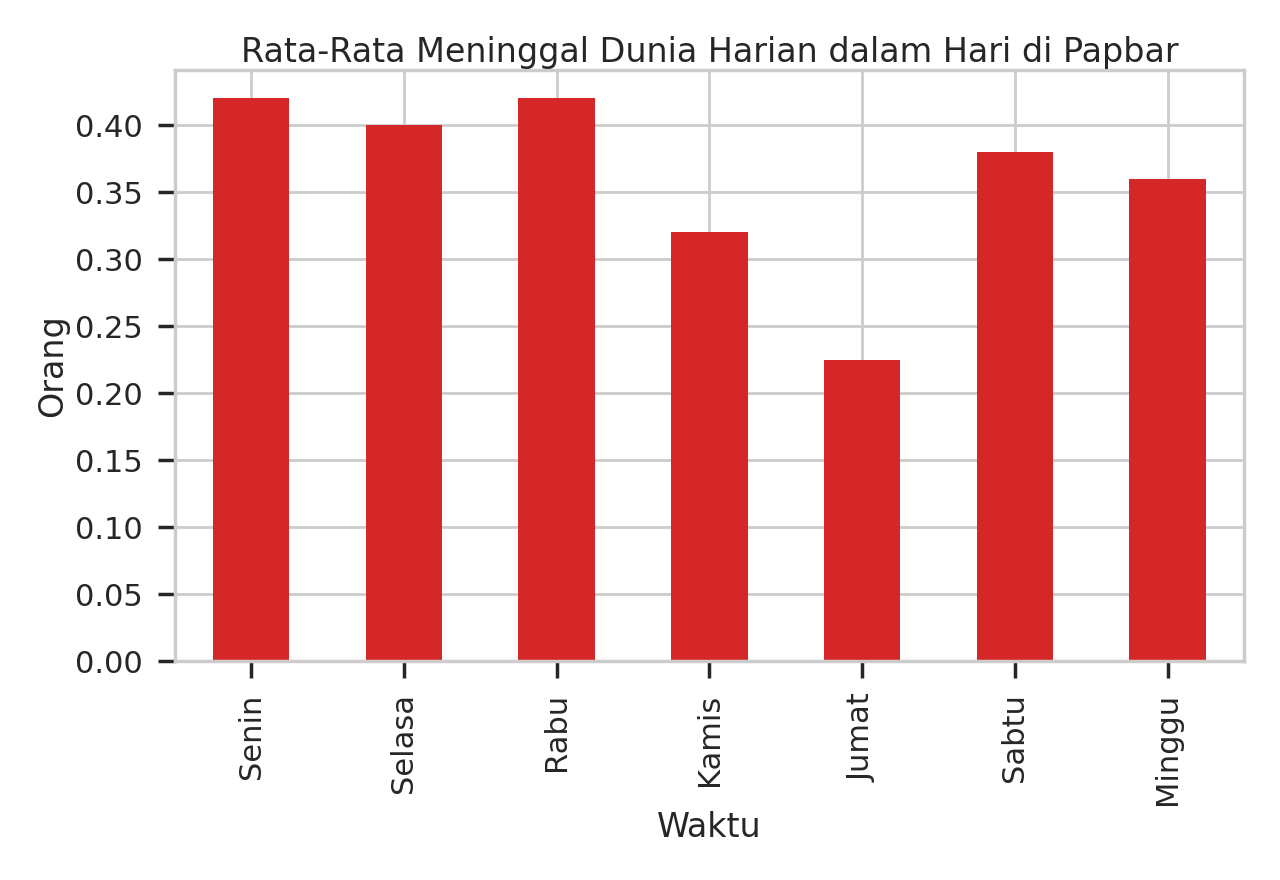 Rata-Rata Meninggal Dunia Harian dalam Hari di Papbar
0.40
0.35
0.30
0.25
0.20
0.15
0.10
0.05
0.00
Orang
Senin
Selasa
Rabu
Kamis
Jumat
Sabtu
Minggu
Waktu